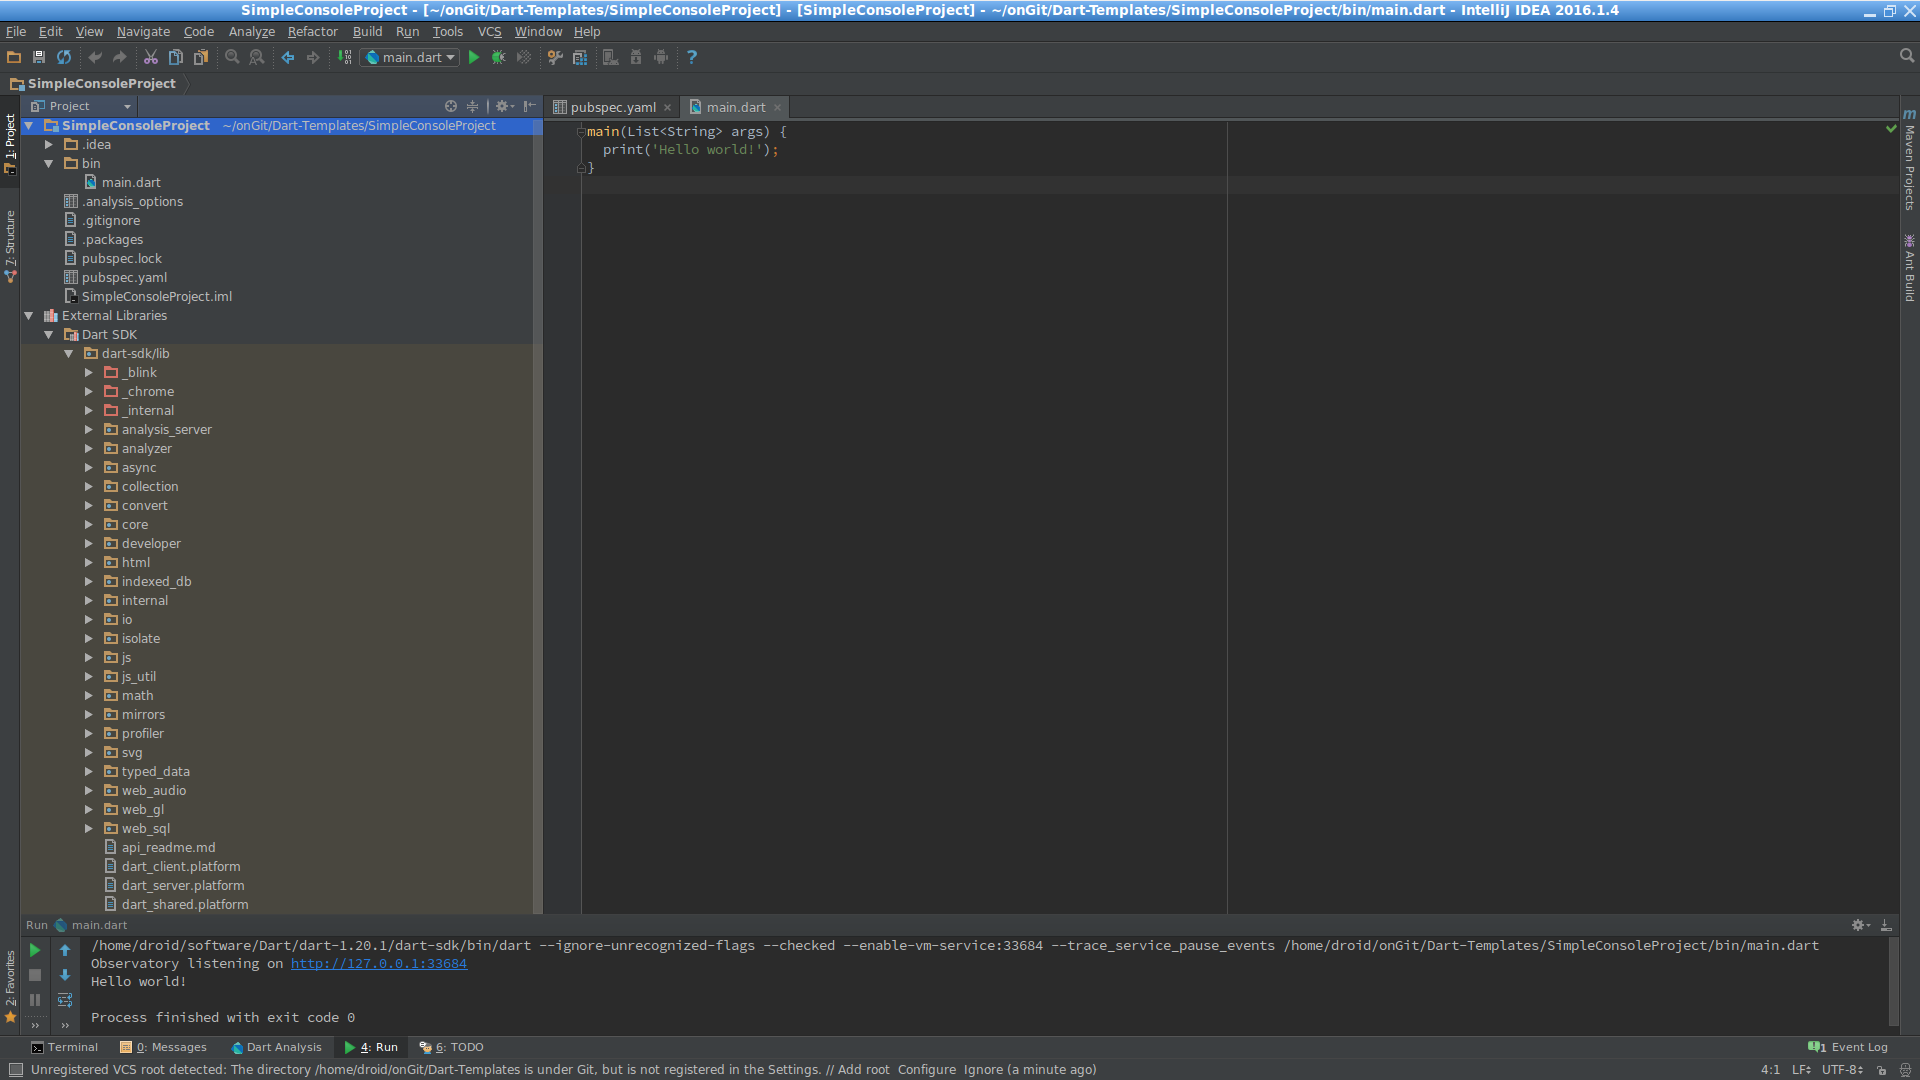 SimpleConsoleProject - [~/onGit/Dart-Templates/SimpleConsoleProject] - [SimpleConsoleProject] - ~/onGit/Dart-Templates/SimpleConsoleProject/bin/main.dart - IntelliJ IDEA 2016.1.4
File Edit View Navigate Code Analyze Refactor Build Run Tools VCS Window Help
main.dart
SimpleConsoleProject
Project
pubspec.yaml
main.dart
1: Project
7: Structure
2: Favorites
SimpleConsoleProject ~/onGit/Dart-Templates/SimpleConsoleProject
.idea
bin
main.dart
.analysis_options
.gitignore
.packages
pubspec.lock
pubspec.yaml
SimpleConsoleProject.iml
External Libraries
Dart SDK
dart-sdk/lib
_blink
_chrome
_internal
analysis_server
analyzer
async
collection
convert
core
developer
html
indexed_db
internal
io
isolate
js
js_util
math
mirrors
profiler
svg
typed_data
web_audio
web_gl
web_sql
api_readme.md
dart_client.platform
dart_server.platform
dart_shared.platform
main(List<String> args) {
print('Hello world!');
}
m Maven Projects
Ant Build
Run main.dart
/home/droid/software/Dart/dart-1.20.1/dart-sdk/bin/dart --ignore-unrecognized-flags --checked --enable-vm-service:33684 --trace_service_pause_events /home/droid/onGit/Dart-Templates/SimpleConsoleProject/bin/main.dart
Observatory listening on http://127.0.0.1:33684
Hello world!
Process finished with exit code 0
Terminal 0: Messages Dart Analysis 4: Run 6: TODO 1 Event Log
Unregistered VCS root detected: The directory /home/droid/onGit/Dart-Templates is under Git, but is not registered in the Settings. // Add root Configure Ignore (a minute ago) 4:1 LF UTF-8